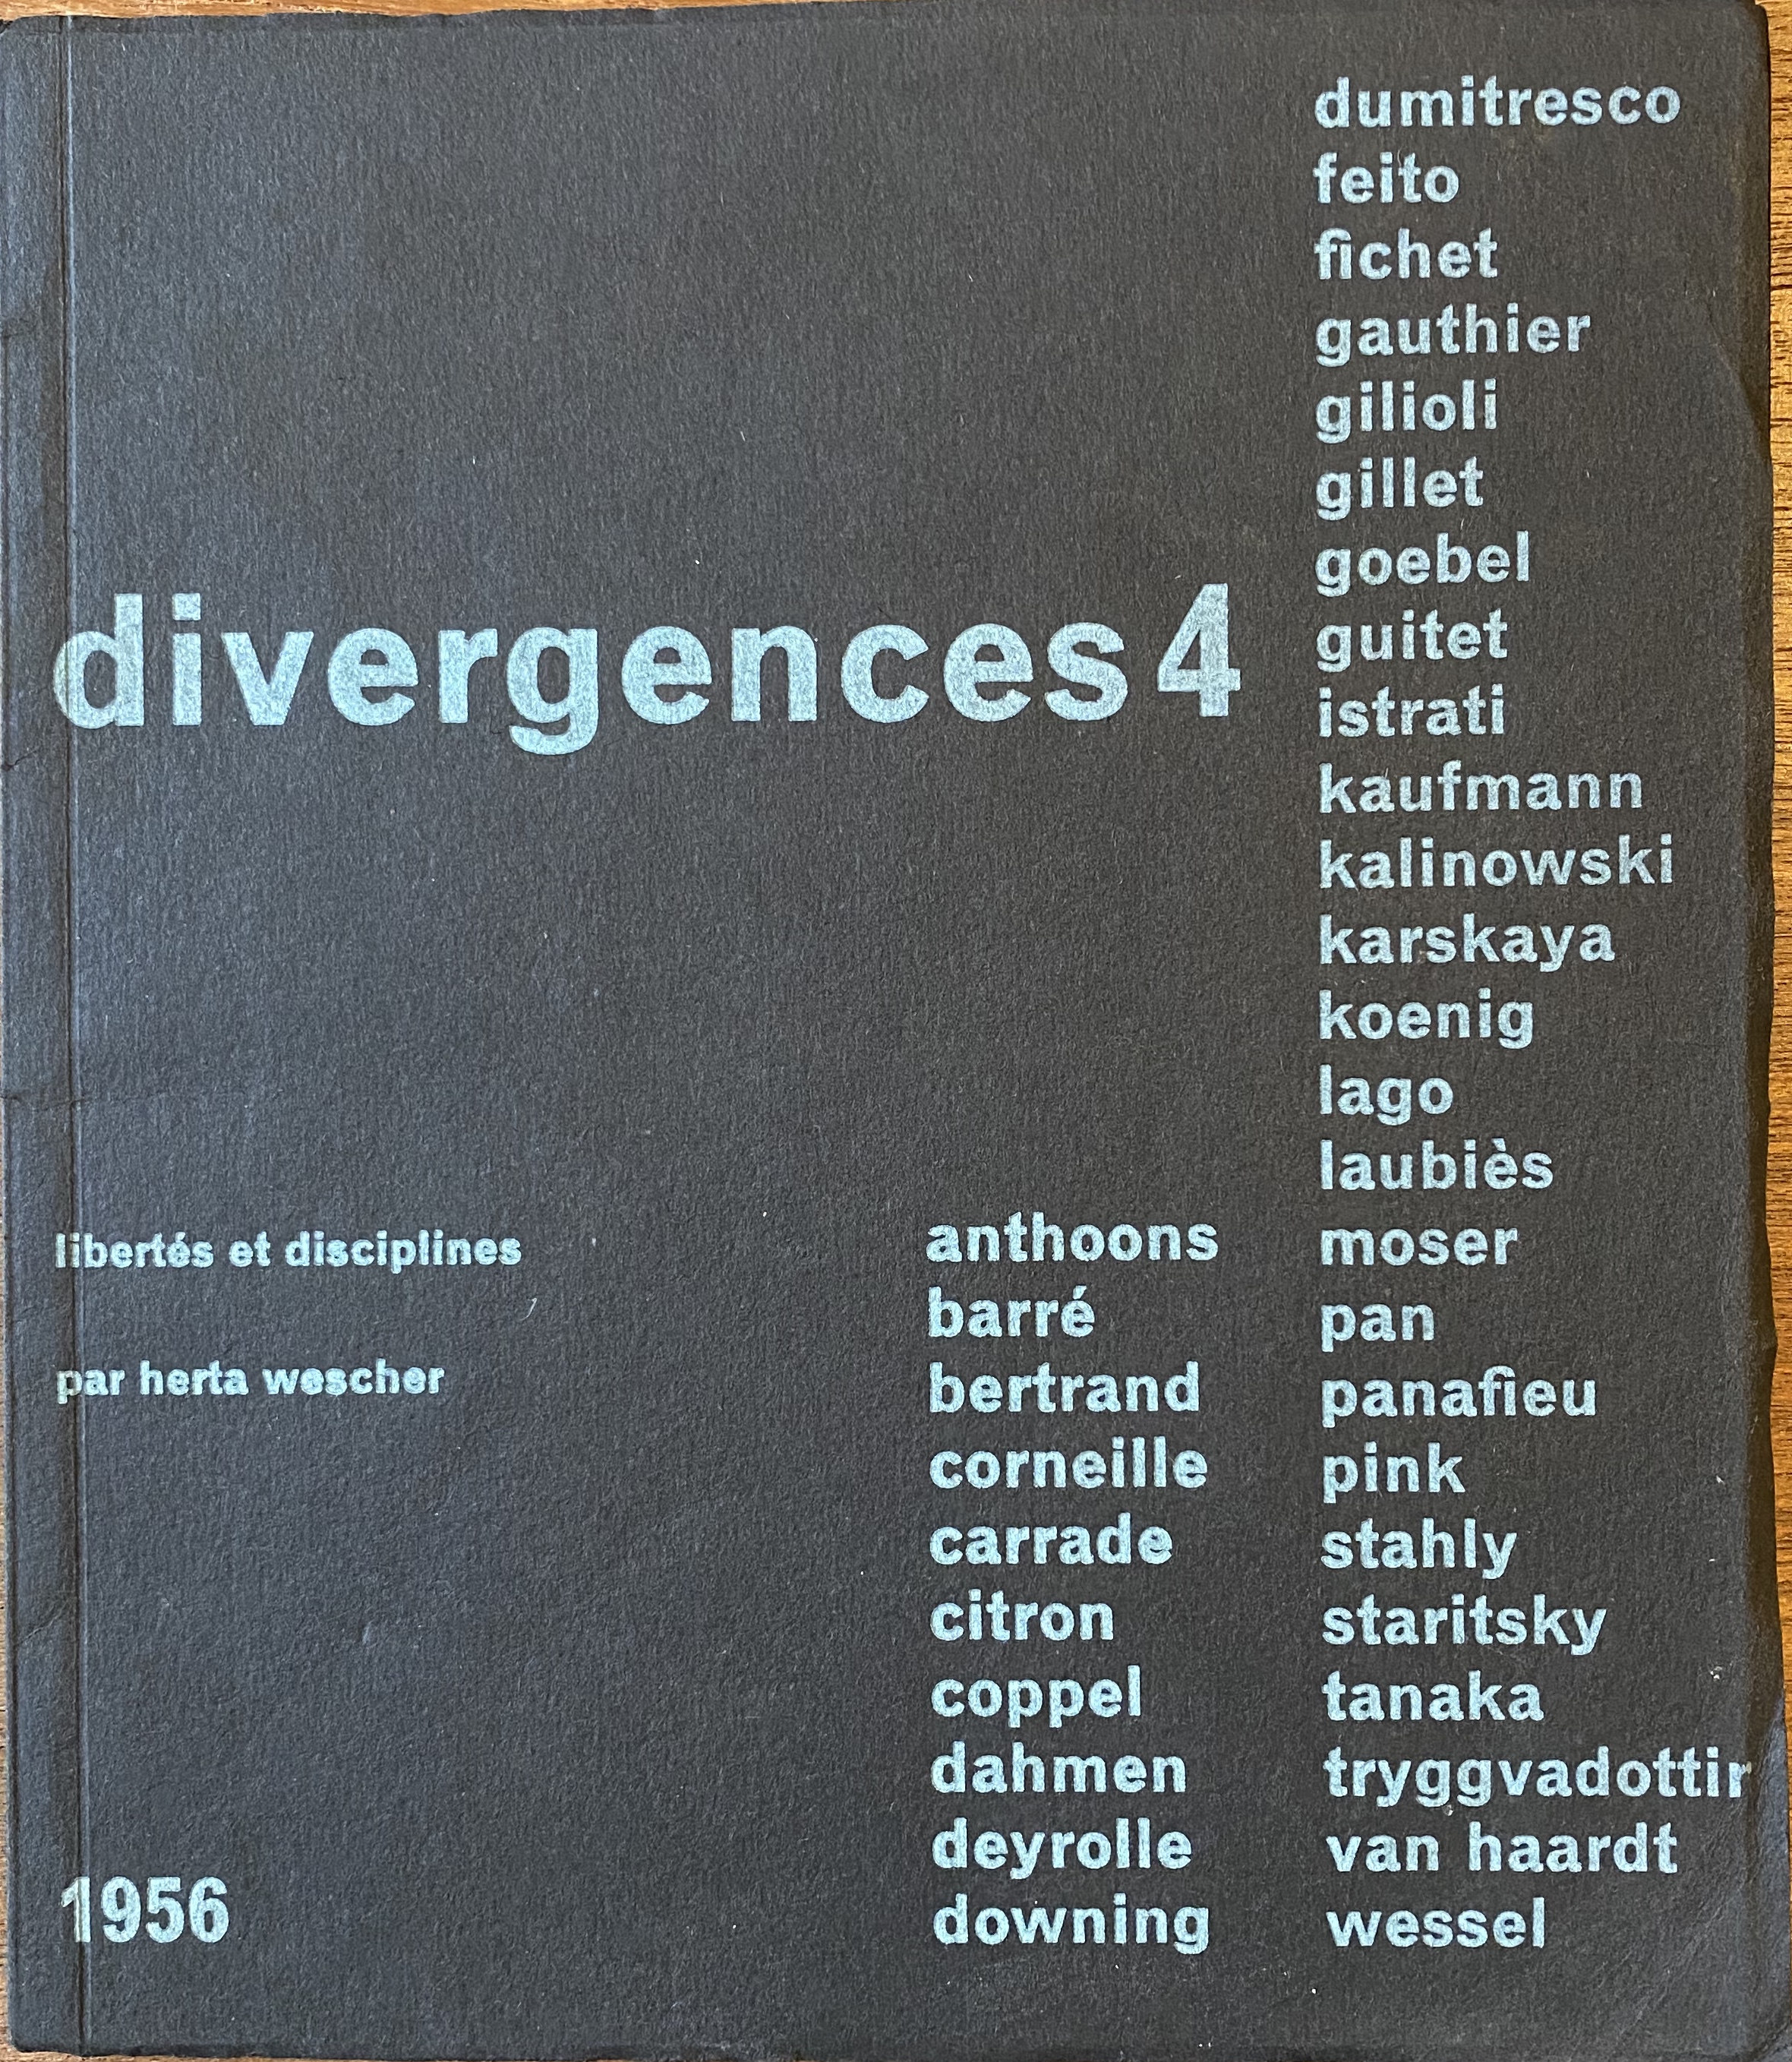 divergences 4
libertés et disciplines
par herta wescher
1956
anthoons
barré
bertrand
corneille
carrade
citron
coppel
dahmen
deyrolle
downing
dumitresco
feito
fichet
gauthier
gilioli
gillet
goebel
guitet
istrati
kaufmann
kalinowski
karskaya
koenig
lago
laubiès
moser
pan
panafieu
pink
stahly
staritsky
tanaka
tryggvadottir
van haardt
wessel